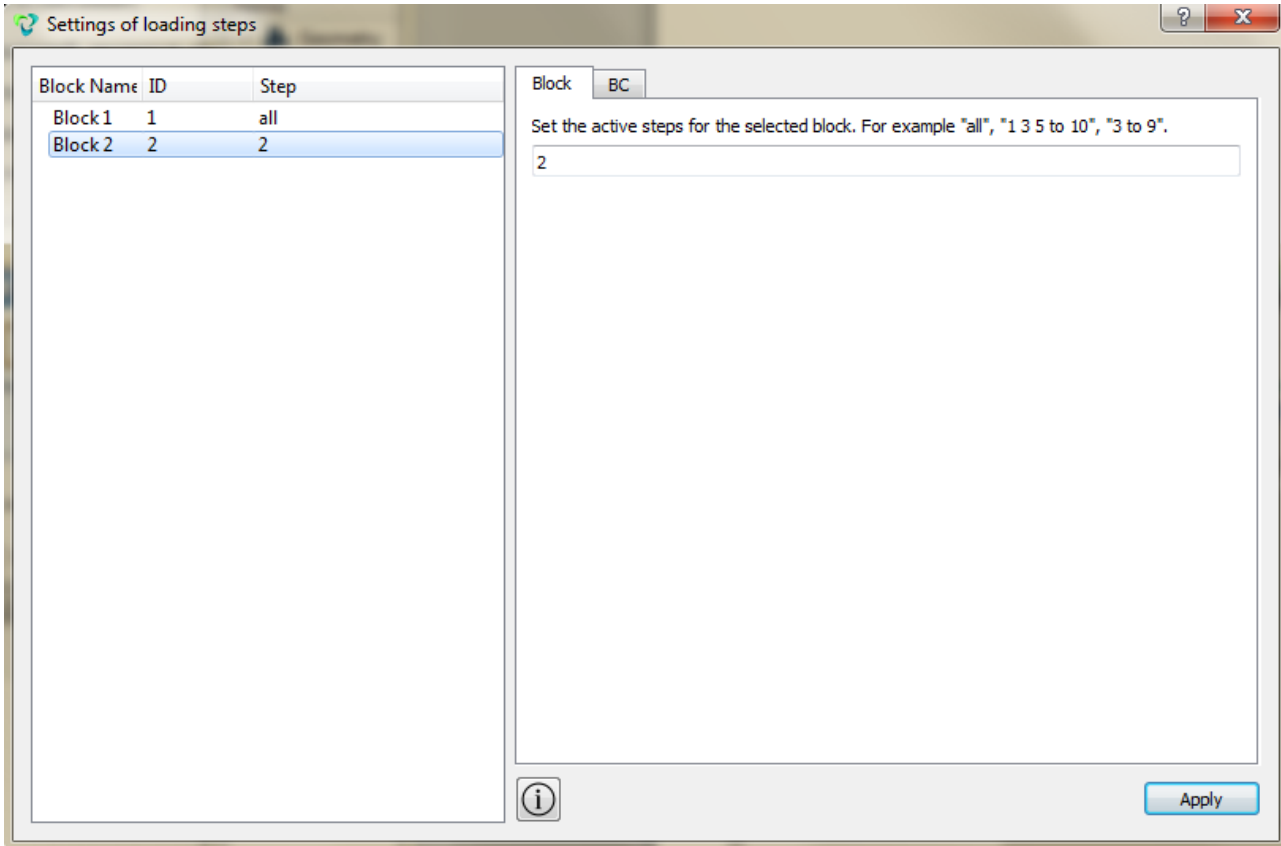 Settings of loading steps
Block Name ID Step
Block 1 1 all
Block 2 2 2
Block BC
Set the active steps for the selected block. For example "all", "1 3 5 to 10", "3 to 9".
2
Apply